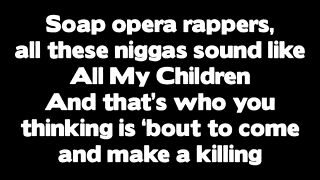 Soap opera rappers,
all these niggas sound like
All My Children
And that's who you
thinking is ‘bout to come
and make a killing